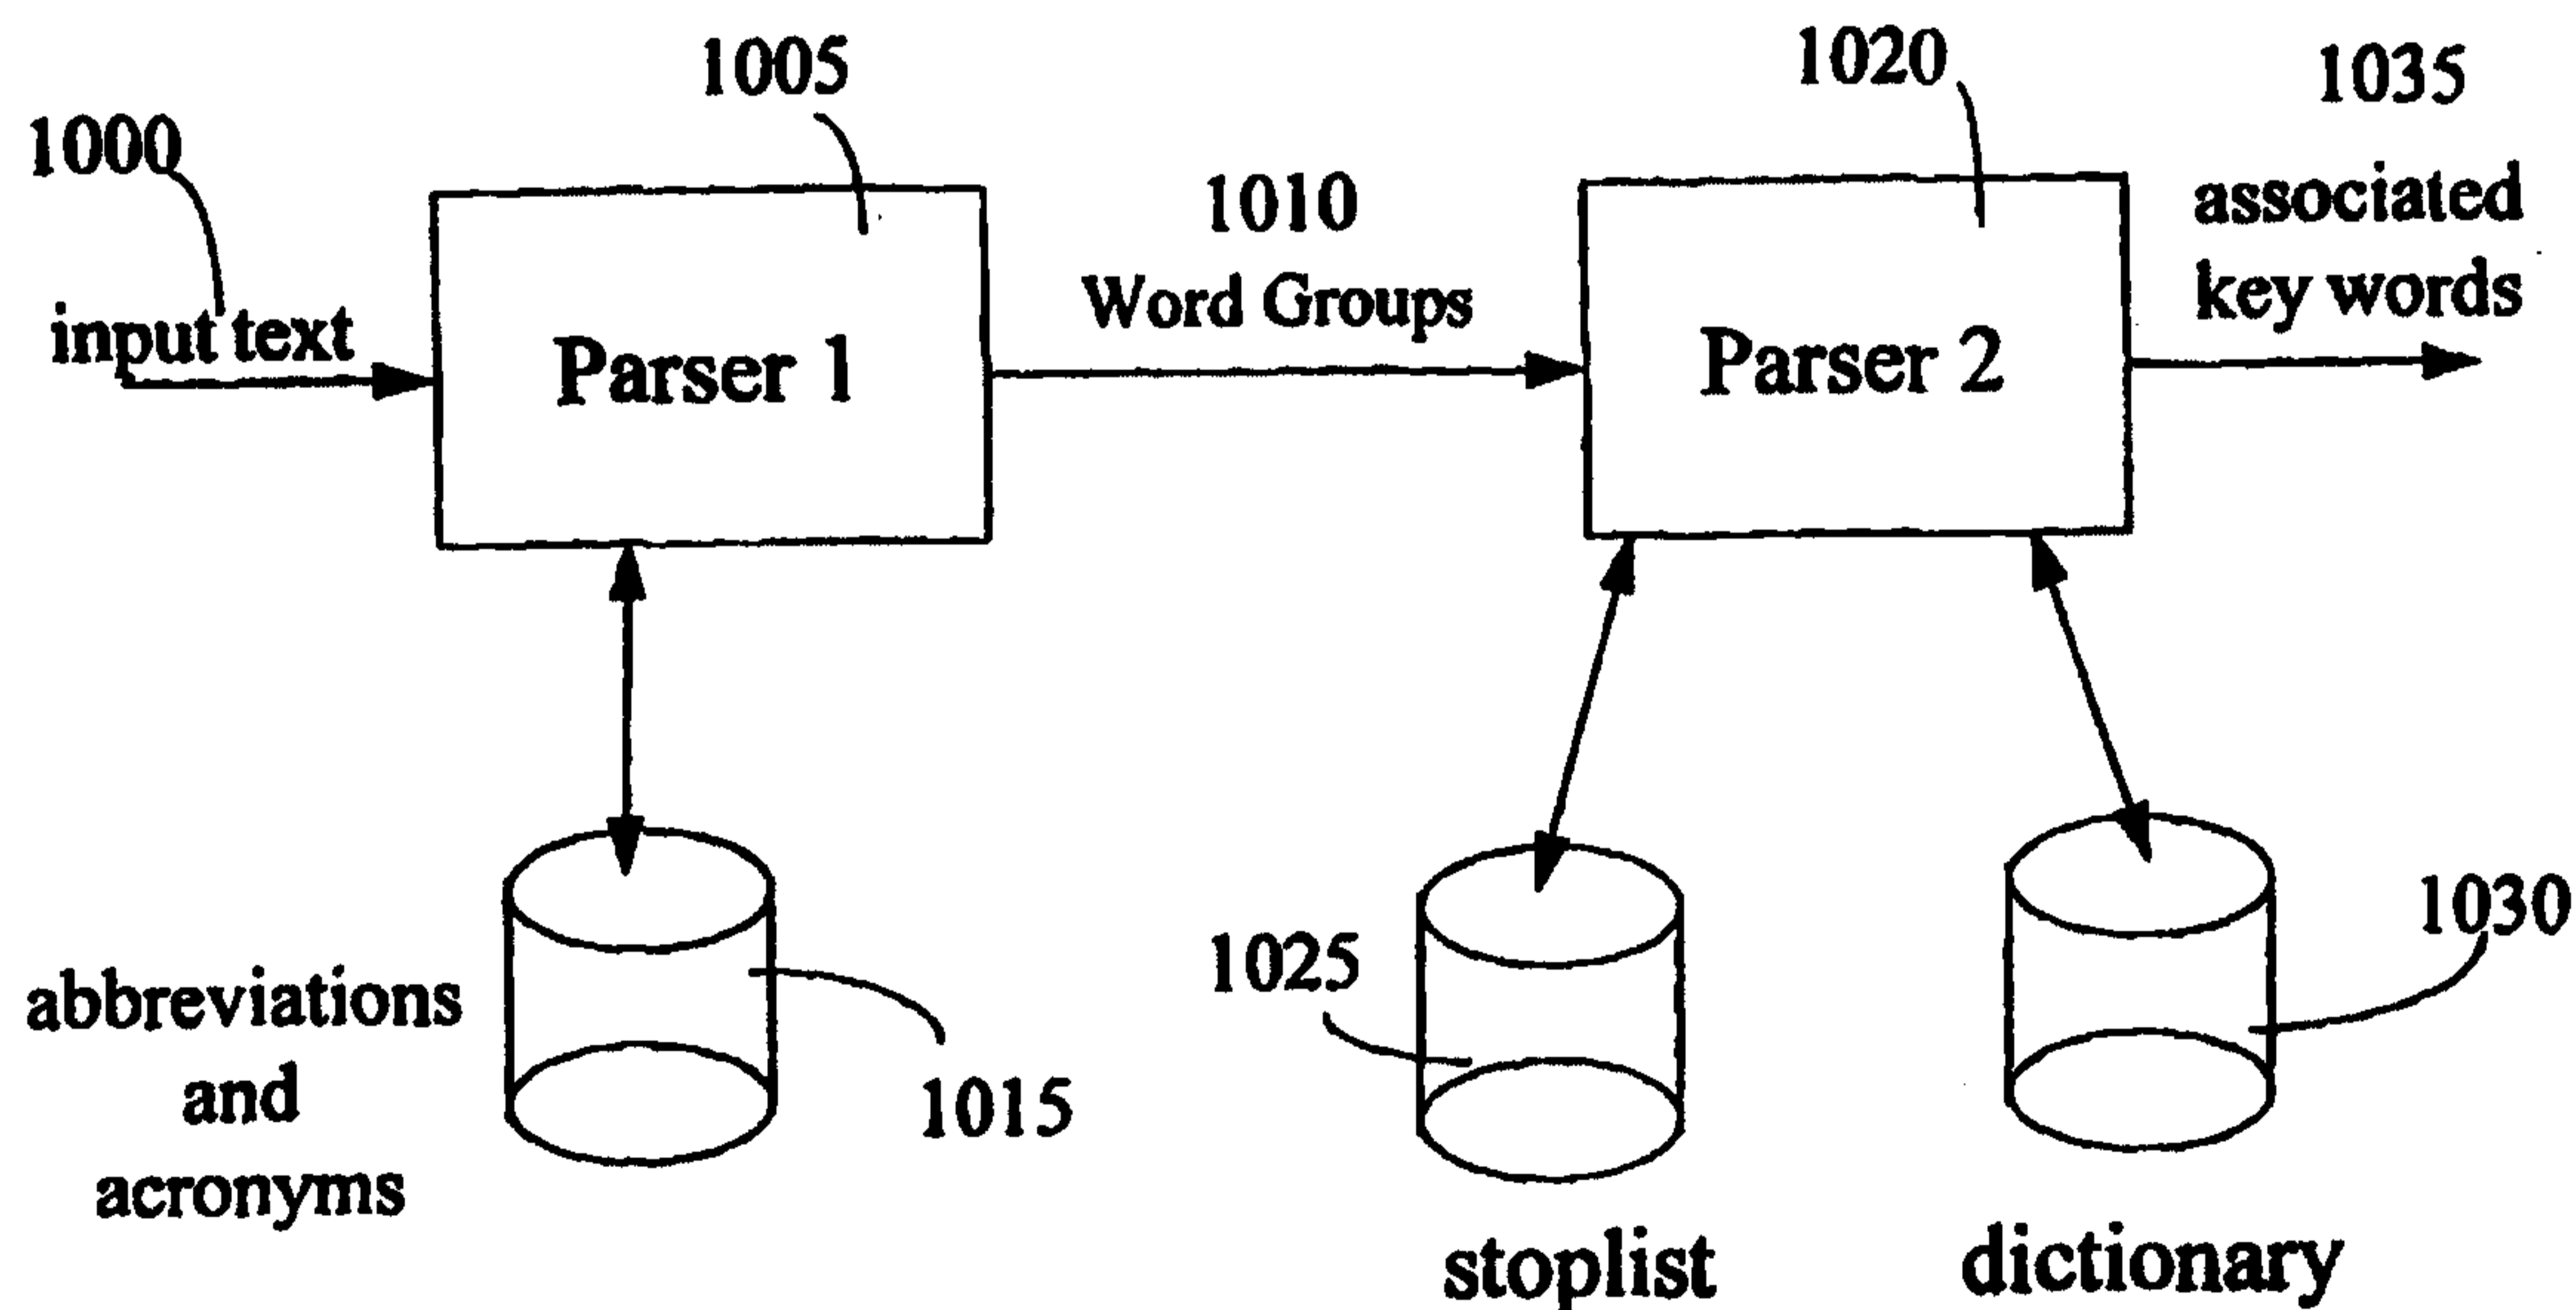 1000
input text
1005
Parser 1
1010
Word Groups
1020
Parser 2
1035
associated
key words
abbreviations
and
acronyms
1015
1025
stoplist
1030
dictionary